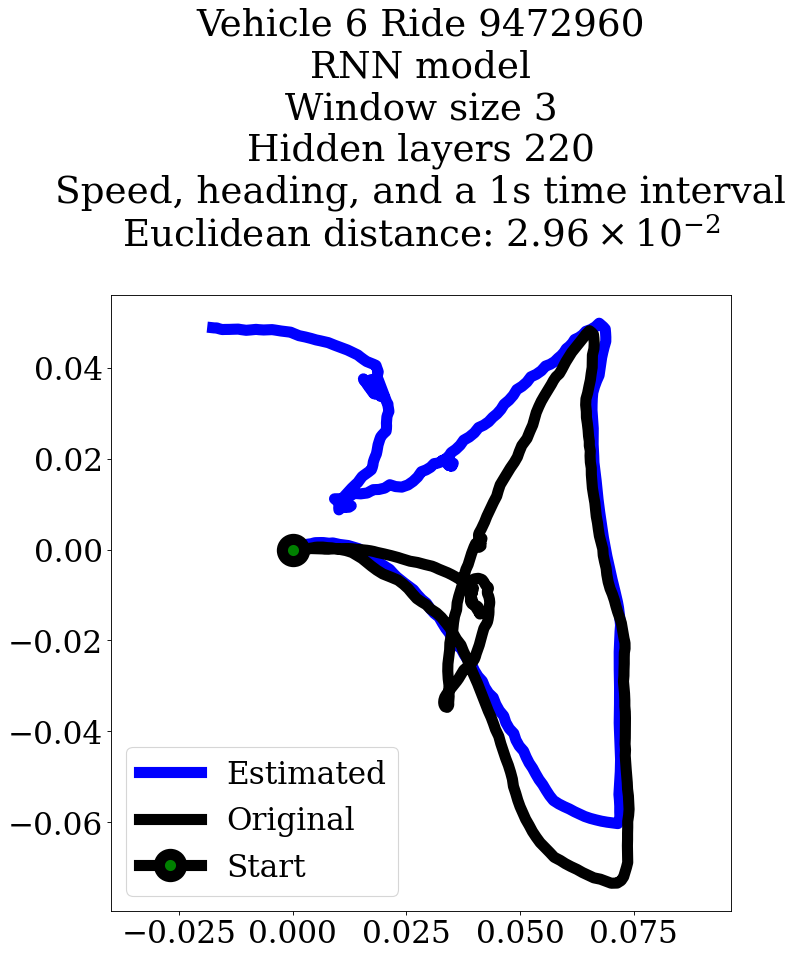 Vehicle 6 Ride 9472960
RNN model
Window size 3
Hidden layers 220
Speed, heading, and a 1s time interval
Euclidean distance: 2.96 × 10⁻²
0.04
0.02
0.00
−0.02
−0.04
−0.06
Estimated
Original
Start
−0.025 0.000 0.025 0.050 0.075